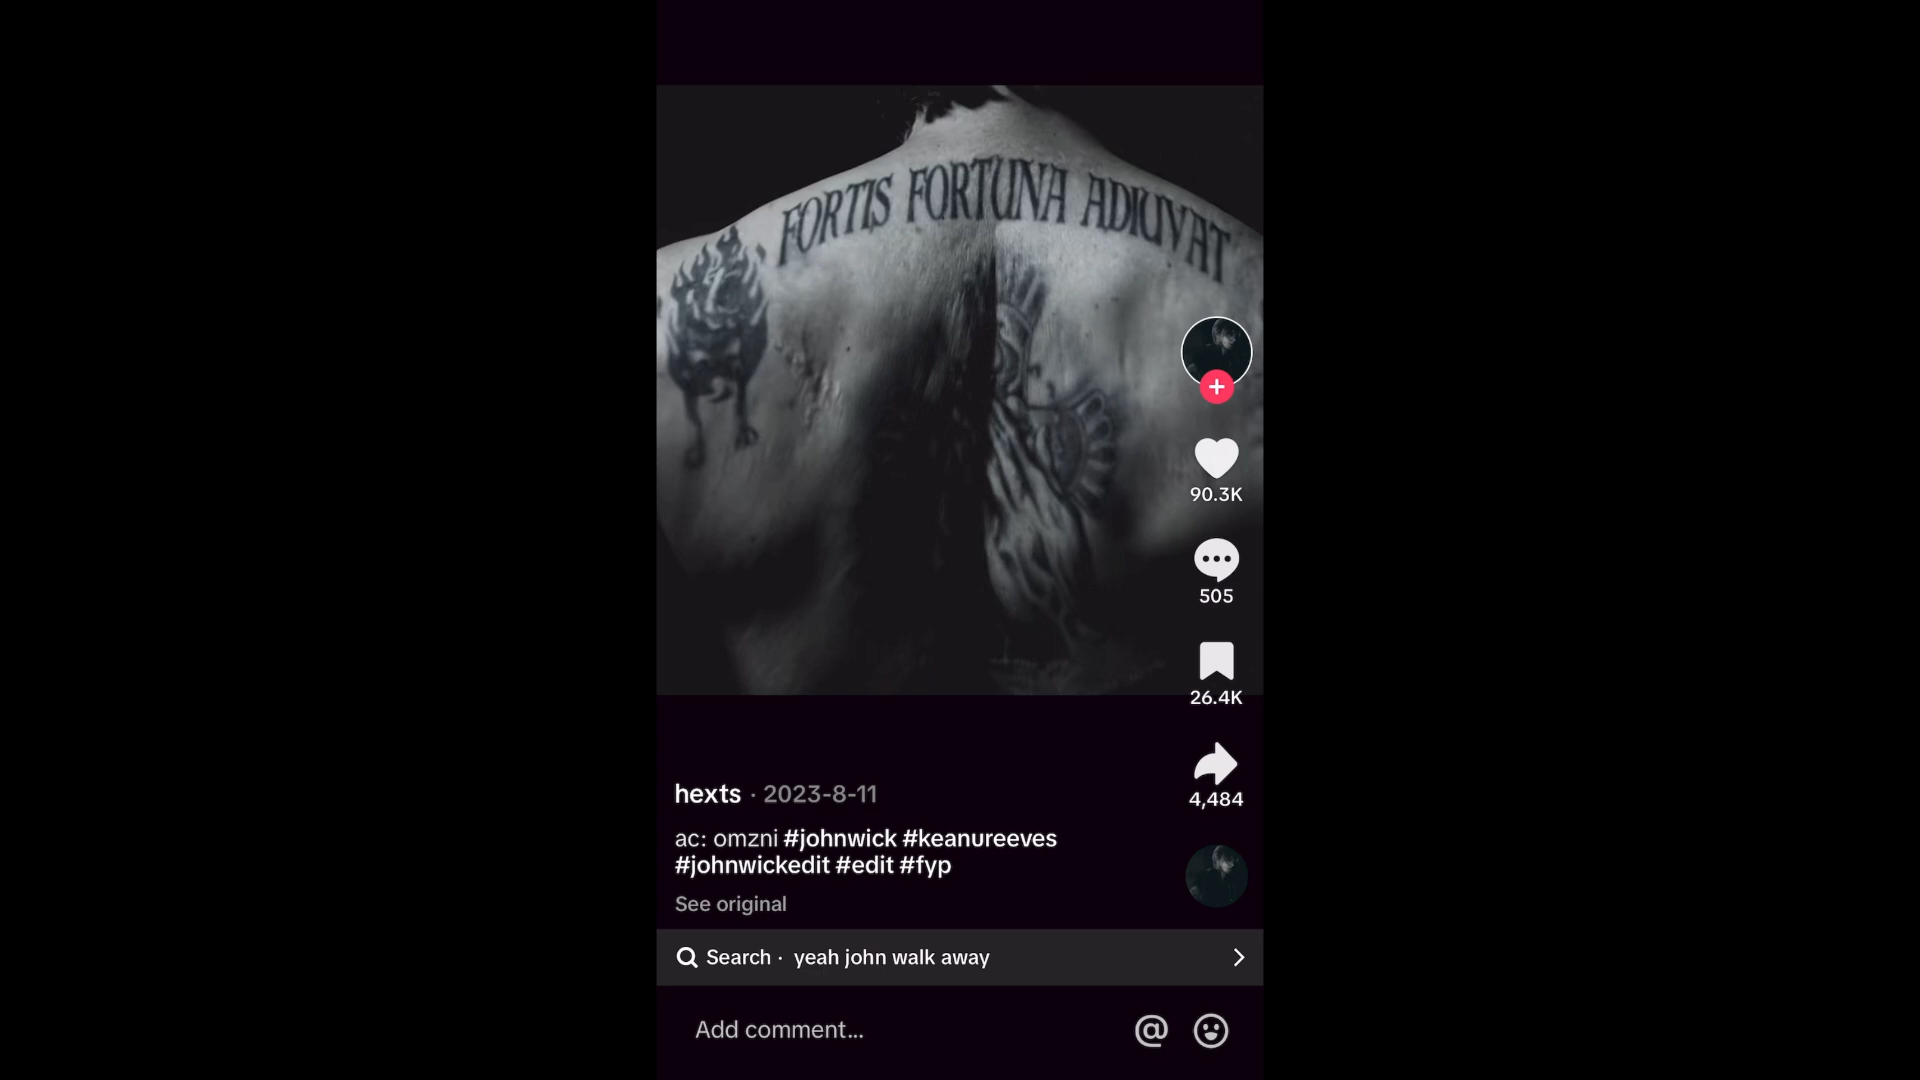 FORTIS FORTUNA ADIUVAT
90.3K
505
26.4K
4,484
hexts · 2023-8-11
ac: omzni #johnwick #keanureeves
#johnwickedit #edit #fyp
See original
Search · yeah john walk away
Add comment...